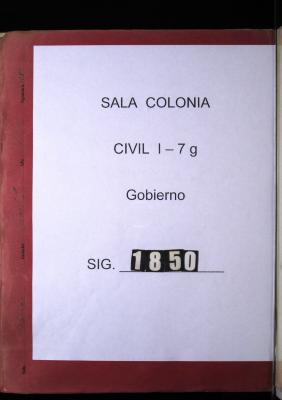 SALA COLONIA
CIVIL I – 7 g
Gobierno
SIG. 1850